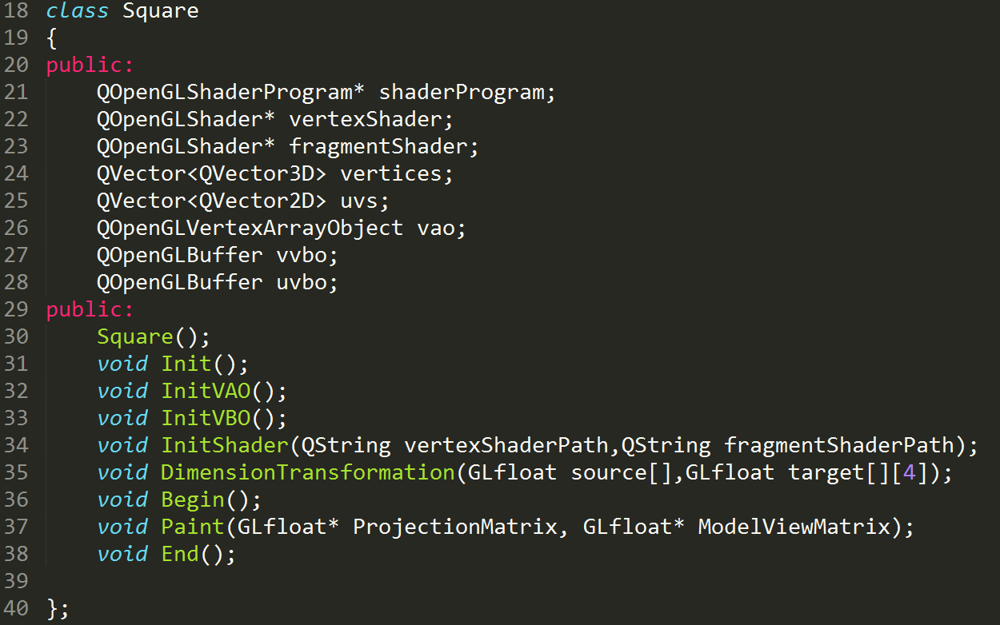 18 class Square
19 {
20 public:
21     QOpenGLShaderProgram* shaderProgram;
22     QOpenGLShader* vertexShader;
23     QOpenGLShader* fragmentShader;
24     QVector<QVector3D> vertices;
25     QVector<QVector2D> uvs;
26     QOpenGLVertexArrayObject vao;
27     QOpenGLBuffer vvbo;
28     QOpenGLBuffer uvbo;
29 public:
30     Square();
31     void Init();
32     void InitVAO();
33     void InitVBO();
34     void InitShader(QString vertexShaderPath,QString fragmentShaderPath);
35     void DimensionTransformation(GLfloat source[],GLfloat target[][4]);
36     void Begin();
37     void Paint(GLfloat* ProjectionMatrix, GLfloat* ModelViewMatrix);
38     void End();
39
40 };